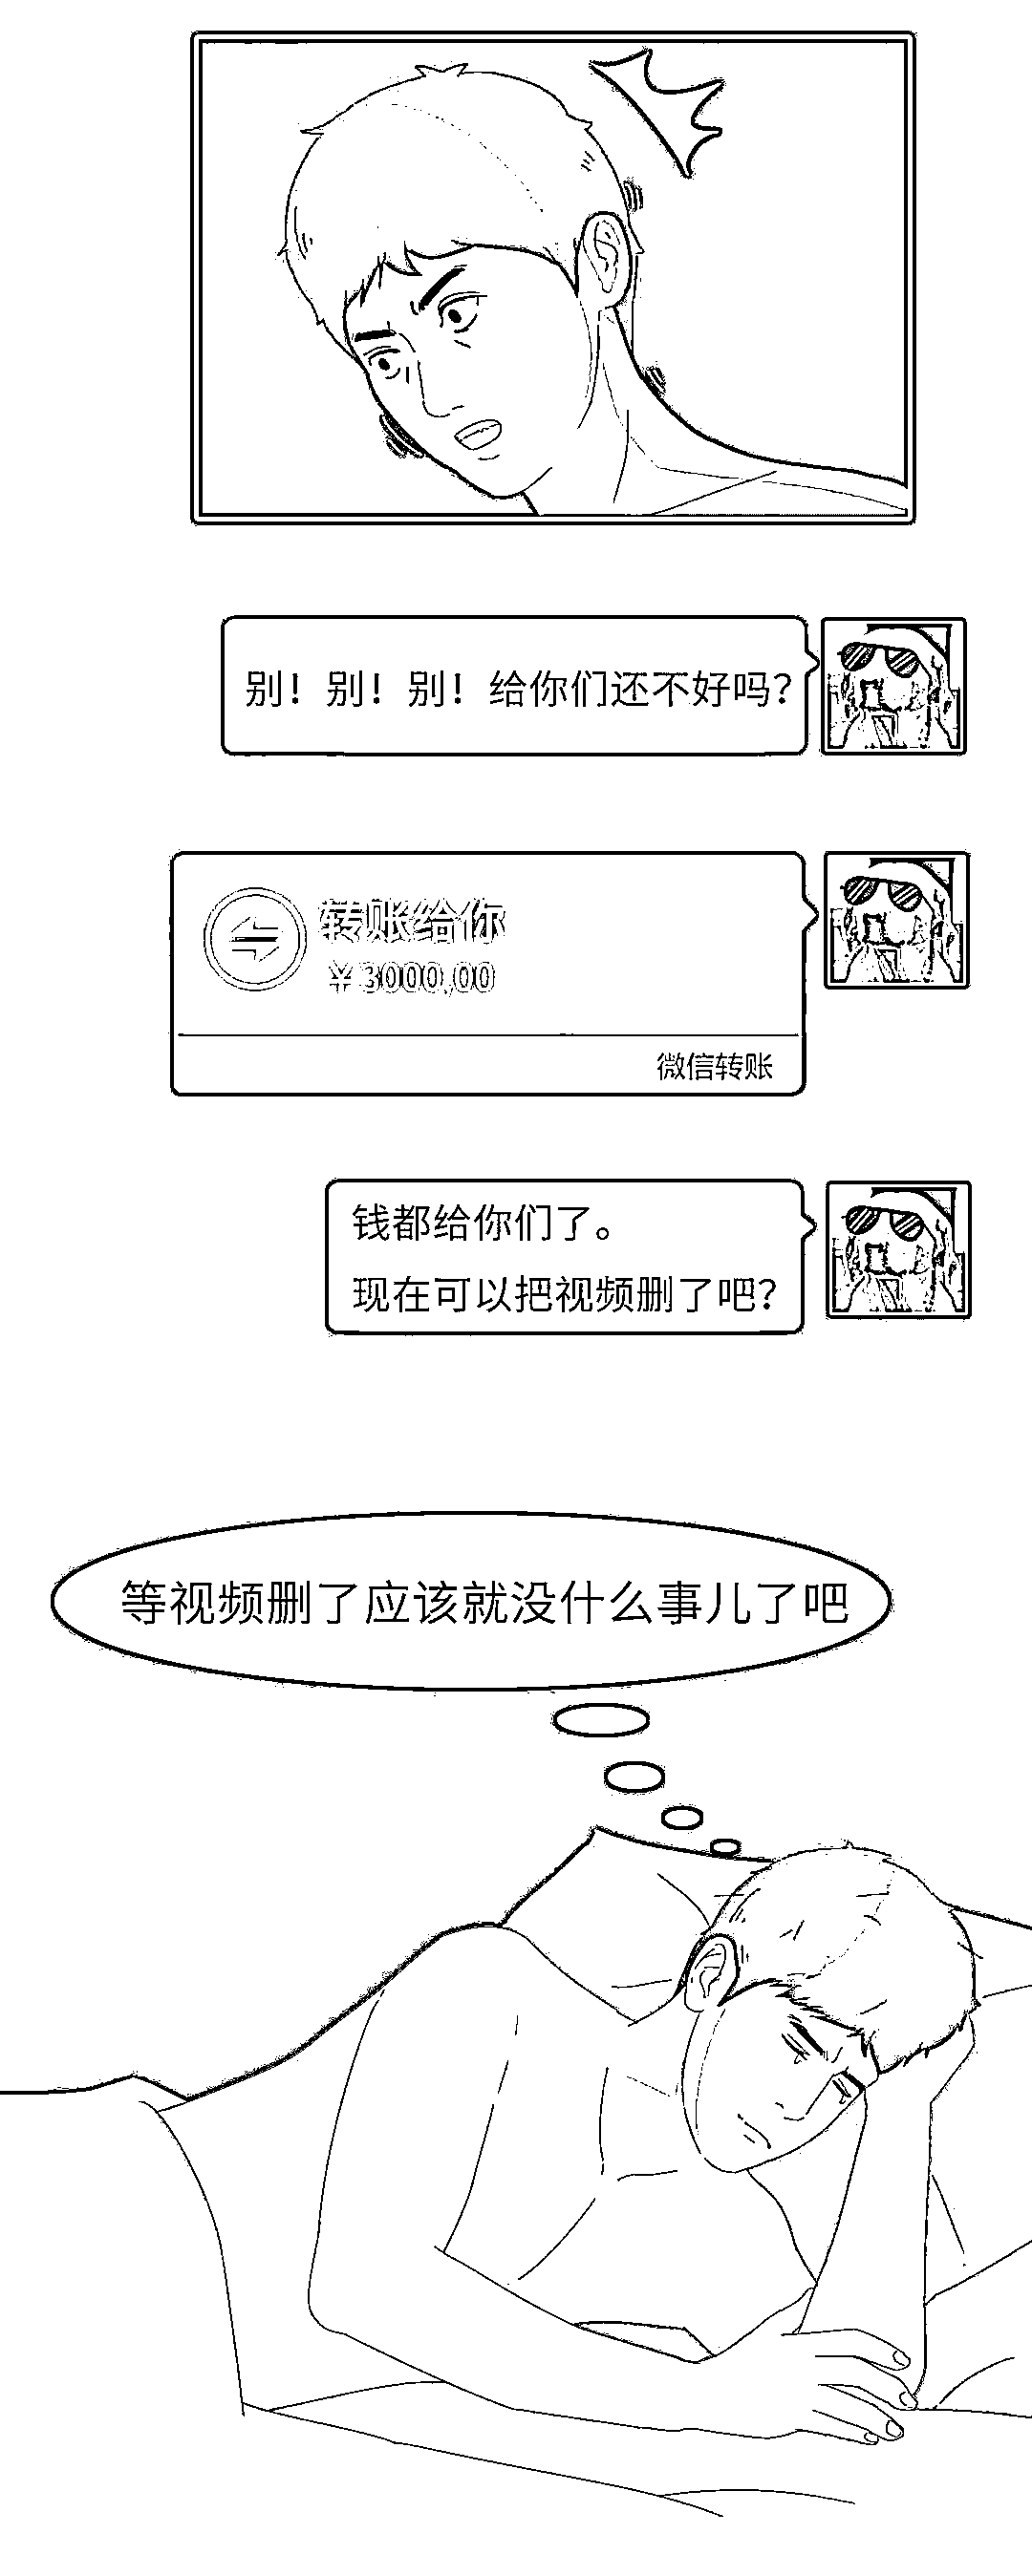 别！别！别！给你们还不好吗？
转账给你
￥3000,00
微信转账
钱都给你们了。
现在可以把视频删了吧？
等视频删了应该就没什么事儿了吧